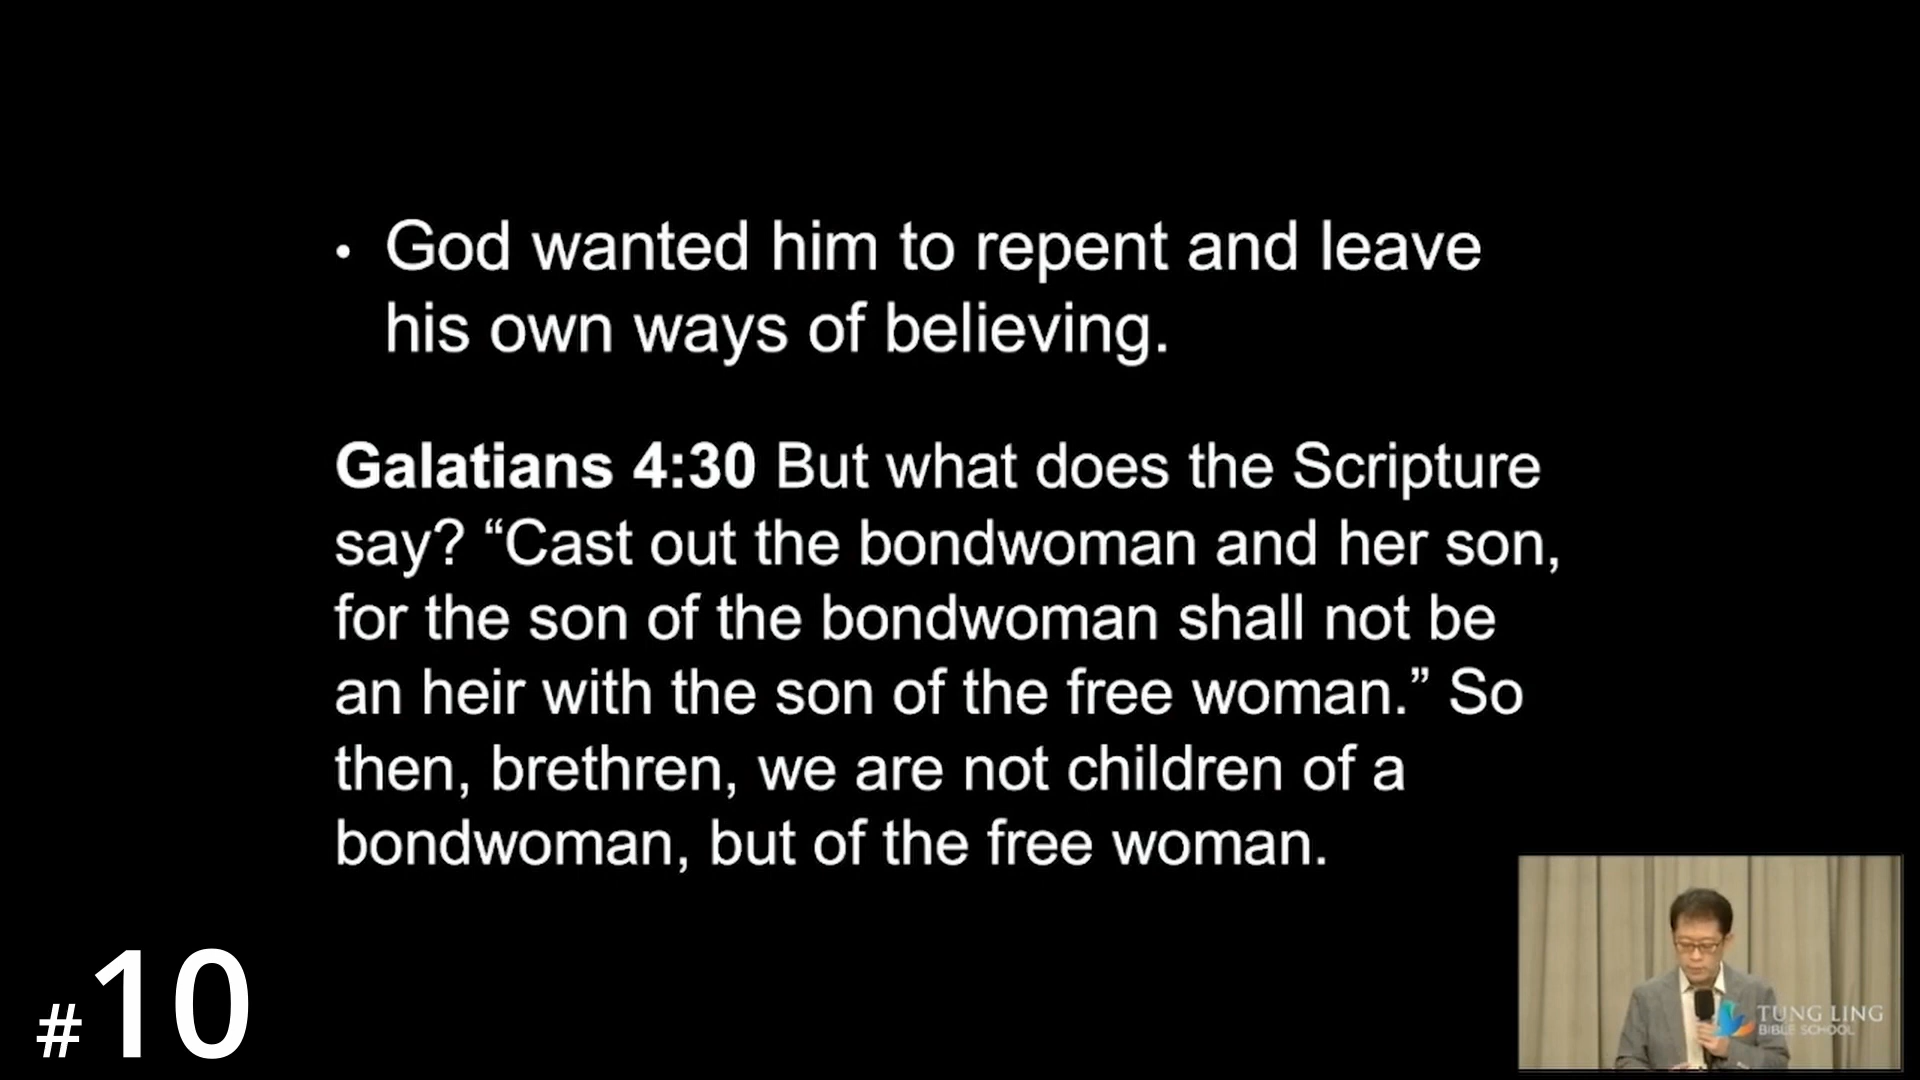 • God wanted him to repent and leave
his own ways of believing.
Galatians 4:30 But what does the Scripture
say? “Cast out the bondwoman and her son,
for the son of the bondwoman shall not be
an heir with the son of the free woman.” So
then, brethren, we are not children of a
bondwoman, but of the free woman.
#10
TUNG LING
BIBLE SCHOOL